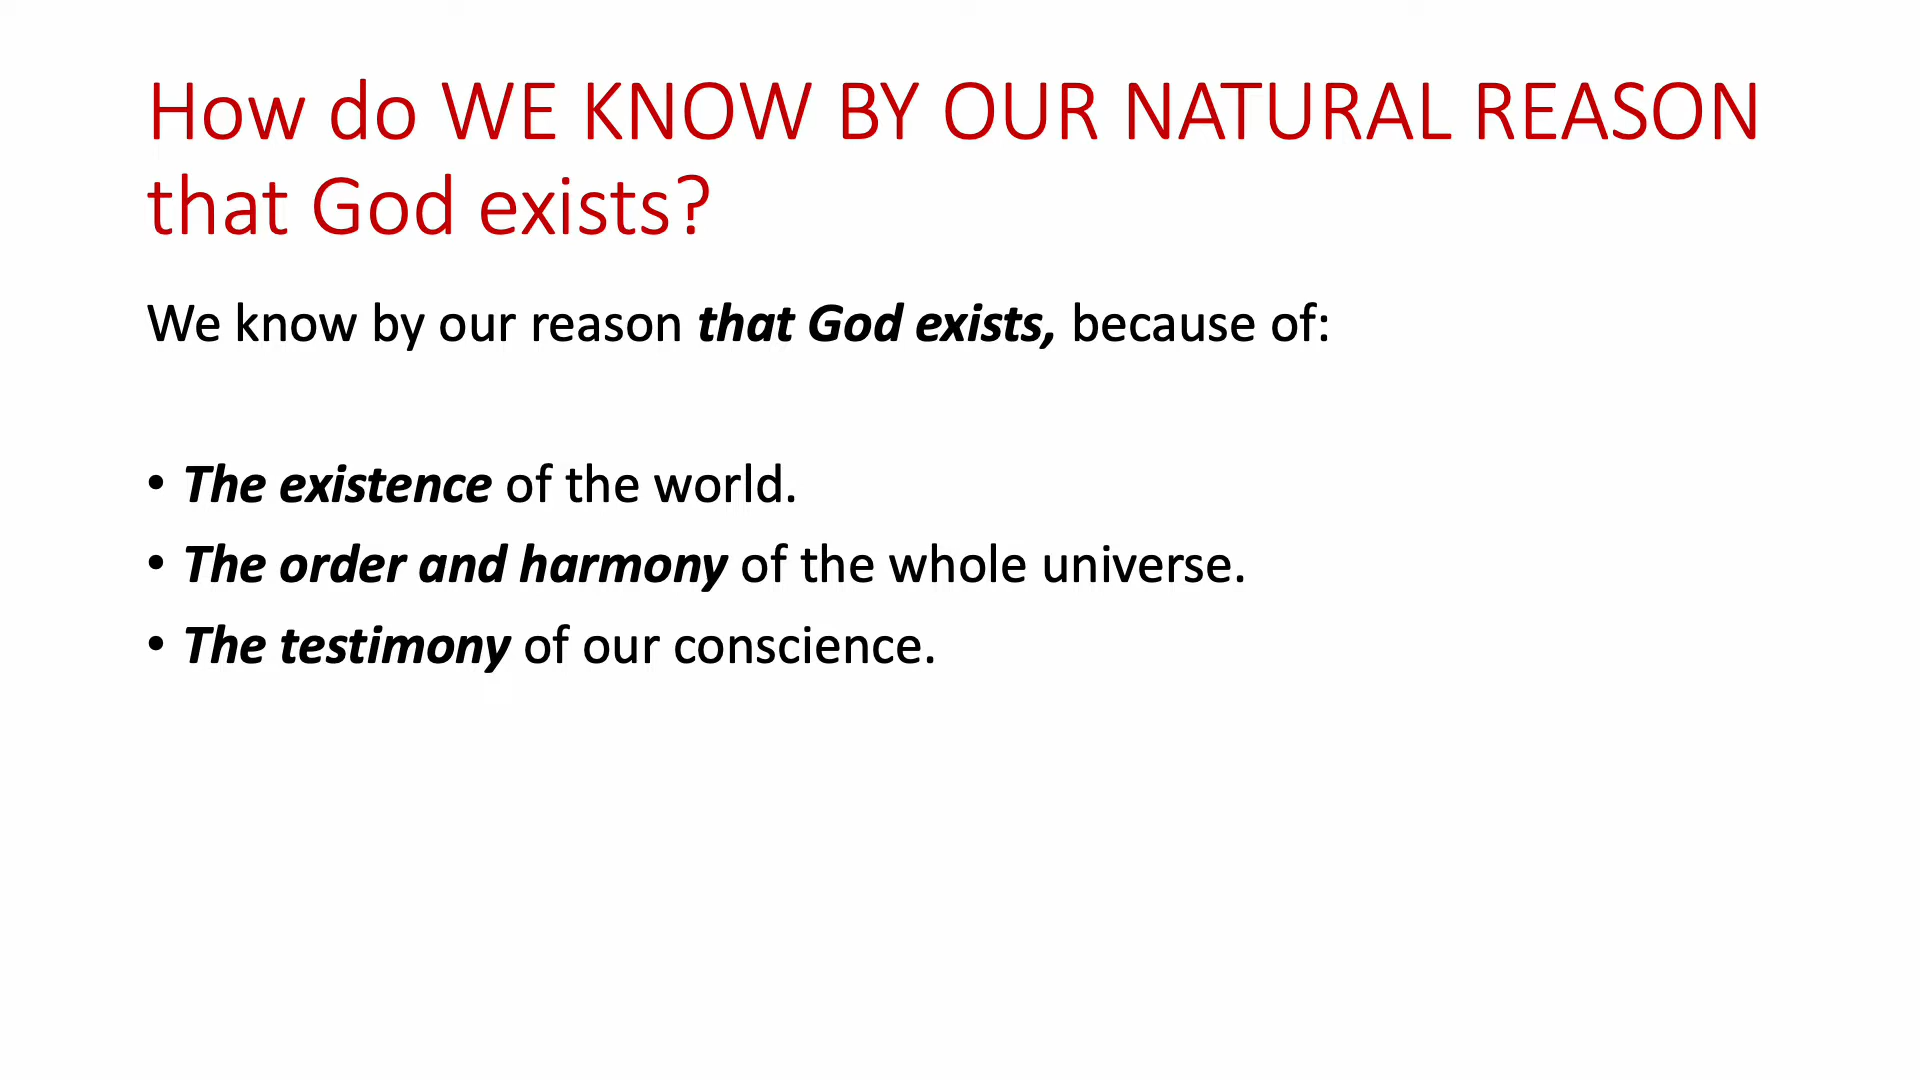 How do WE KNOW BY OUR NATURAL REASON
that God exists?
We know by our reason that God exists, because of:
• The existence of the world.
• The order and harmony of the whole universe.
• The testimony of our conscience.